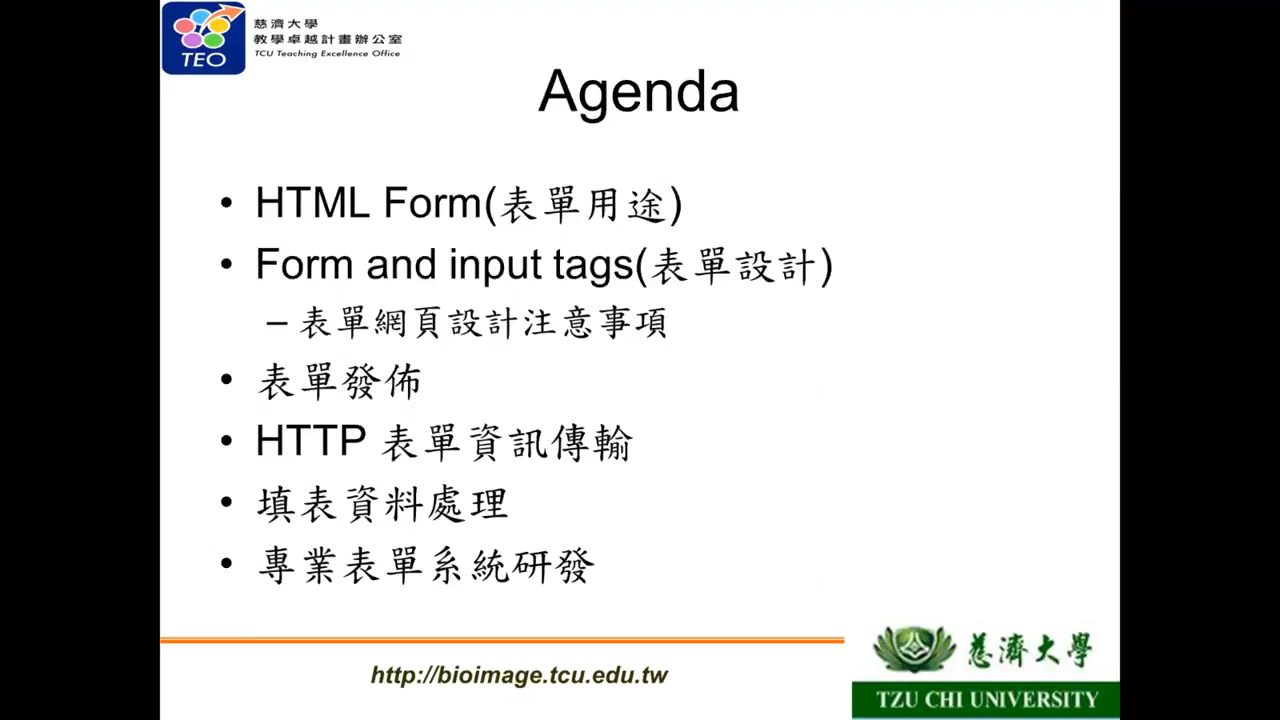 慈濟大學
教學卓越計畫辦公室
TCU Teaching Excellence Office
TEO
Agenda
• HTML Form(表單用途)
• Form and input tags(表單設計)
– 表單網頁設計注意事項
• 表單發佈
• HTTP 表單資訊傳輸
• 填表資料處理
• 專業表單系統研發
http://bioimage.tcu.edu.tw
慈濟大學
TZU CHI UNIVERSITY